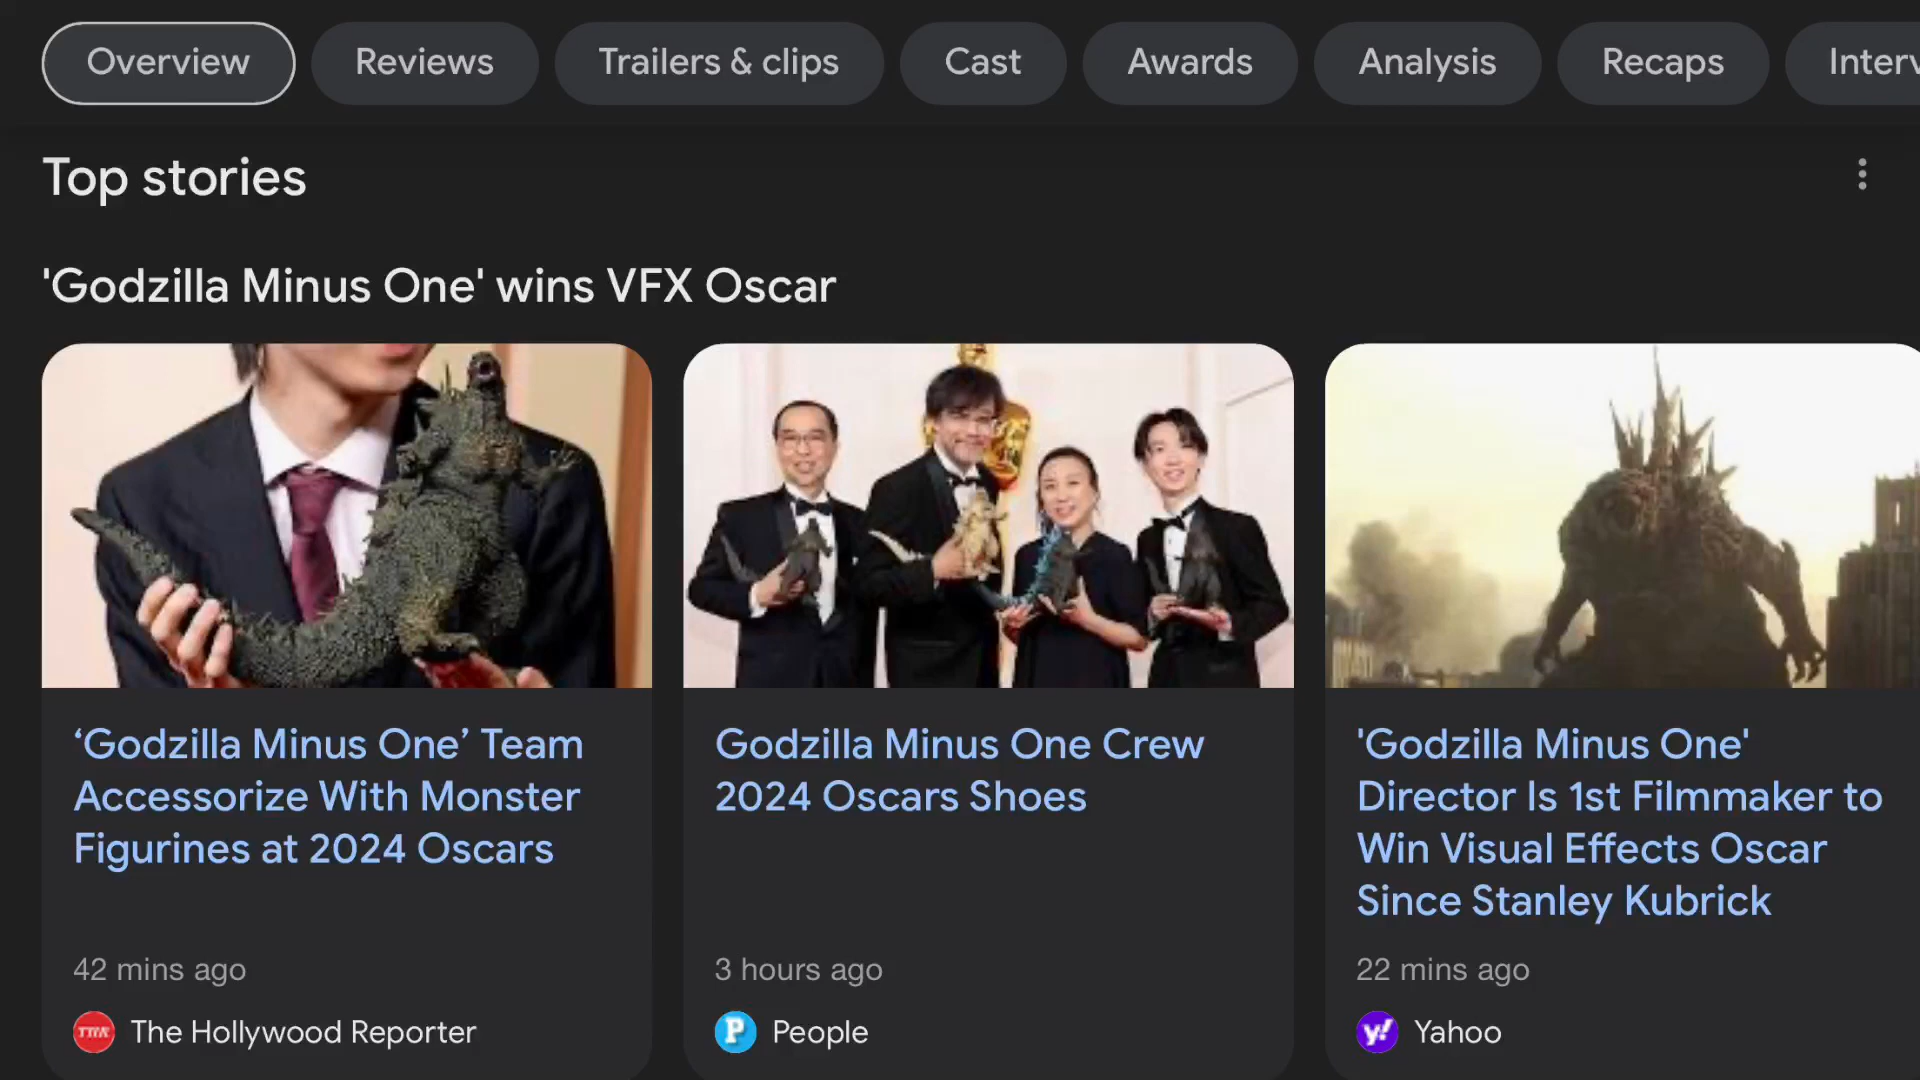 Overview Reviews Trailers & clips Cast Awards Analysis Recaps Interv
Top stories
'Godzilla Minus One' wins VFX Oscar
‘Godzilla Minus One’ Team
Accessorize With Monster
Figurines at 2024 Oscars
42 mins ago
THR The Hollywood Reporter
Godzilla Minus One Crew
2024 Oscars Shoes
3 hours ago
P People
'Godzilla Minus One'
Director Is 1st Filmmaker to
Win Visual Effects Oscar
Since Stanley Kubrick
22 mins ago
y! Yahoo